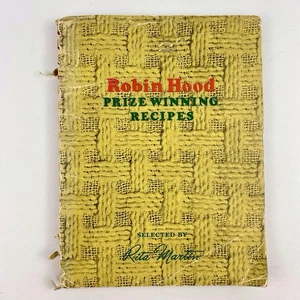 Robin Hood
PRIZE WINNING
RECIPES
SELECTED BY
Rita Martin